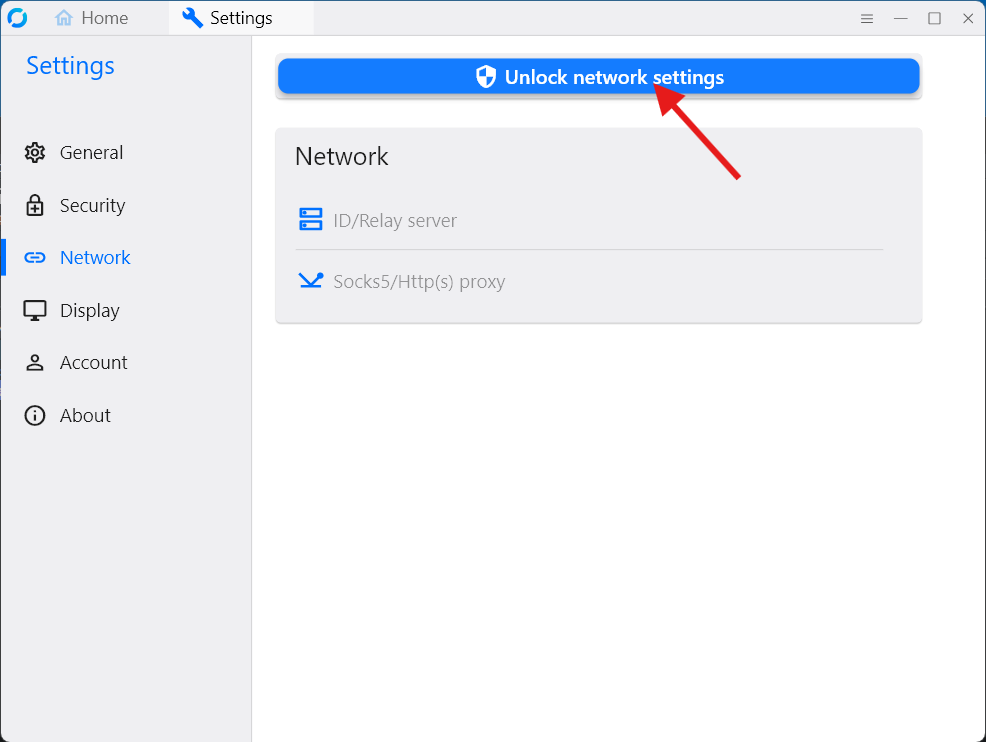 Home
Settings
Settings
General
Security
Network
Display
Account
About
Unlock network settings
Network
ID/Relay server
Socks5/Http(s) proxy